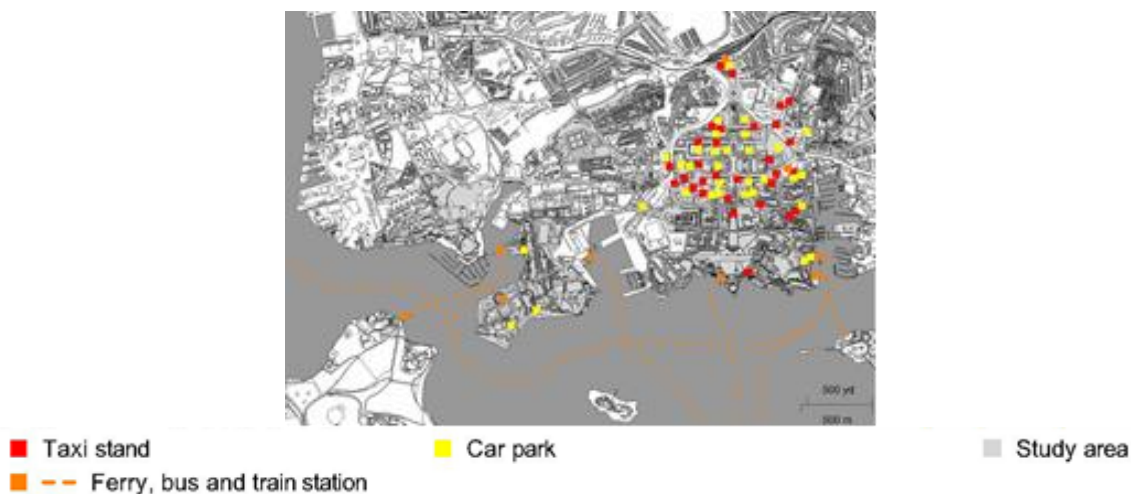 500 yd
500 m
Taxi stand
Car park
Study area
Ferry, bus and train station